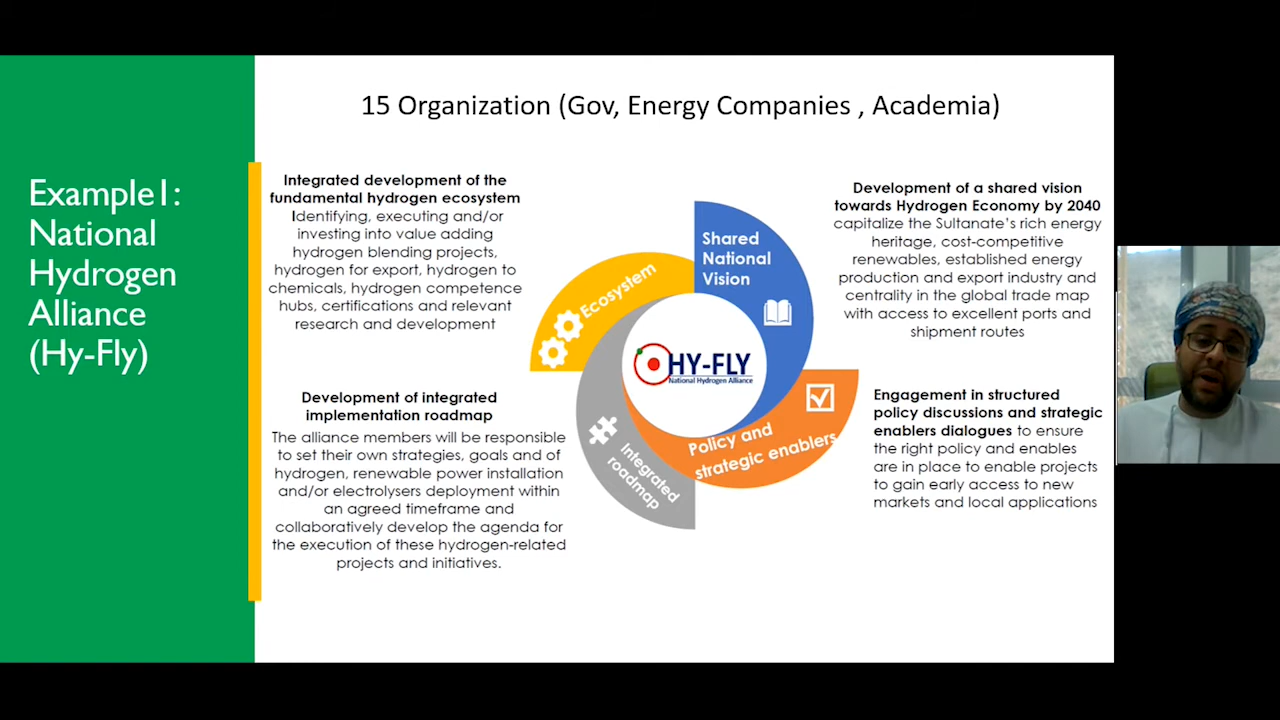 15 Organization (Gov, Energy Companies , Academia)
Example1:
National
Hydrogen
Alliance
(Hy-Fly)
Integrated development of the
fundamental hydrogen ecosystem
Identifying, executing and/or
investing into value adding
hydrogen blending projects,
hydrogen for export, hydrogen to
chemicals, hydrogen competence
hubs, certifications and relevant
research and development
Development of integrated
implementation roadmap
The alliance members will be responsible
to set their own strategies, goals and of
hydrogen, renewable power installation
and/or electrolysers deployment within
an agreed timeframe and
collaboratively develop the agenda for
the execution of these hydrogen-related
projects and initiatives.
Ecosystem
Shared
National
Vision
HY-FLY
National Hydrogen Alliance
Policy and
strategic enablers
Integrated
roadmap
Development of a shared vision
towards Hydrogen Economy by 2040
capitalize the Sultanate's rich energy
heritage, cost-competitive
renewables, established energy
production and export industry and
centrality in the global trade map
with access to excellent ports and
shipment routes
Engagement in structured
policy discussions and strategic
enablers dialogues to ensure
the right policy and enables
are in place to enable projects
to gain early access to new
markets and local applications